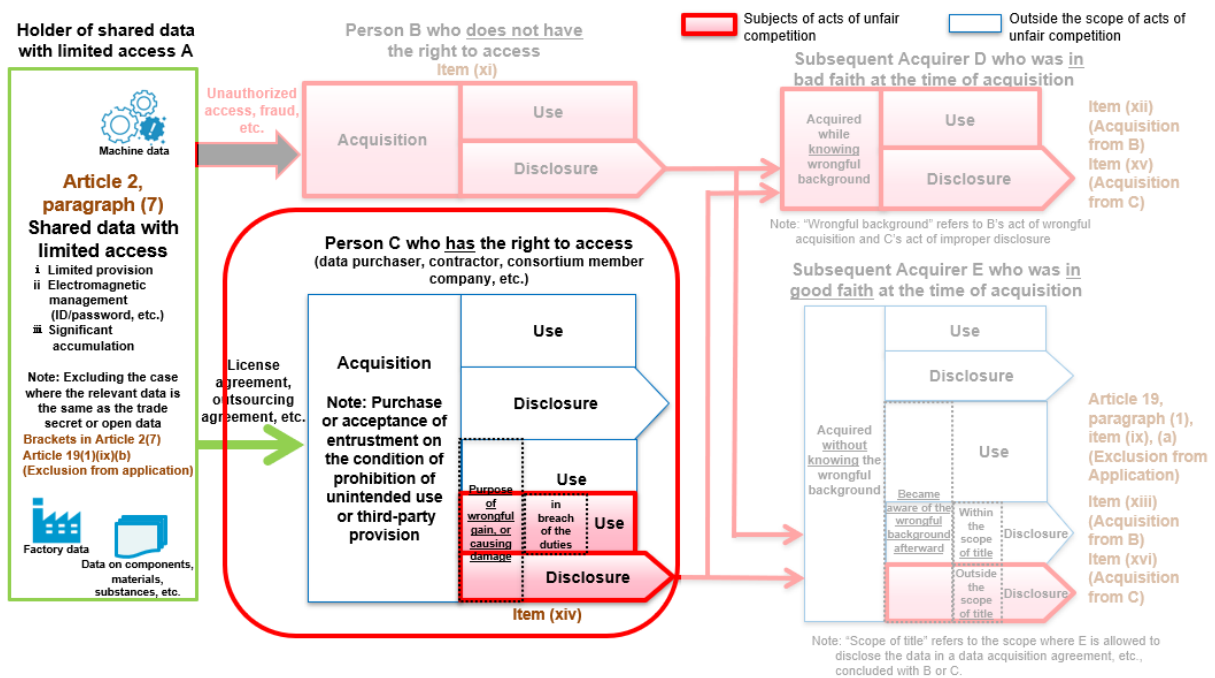 Subjects of acts of unfair
competition
Outside the scope of acts of
unfair competition
Holder of shared data
with limited access A
Machine data
Article 2,
paragraph (7)
Shared data with
limited access
ⅰ Limited provision
ⅱ Electromagnetic
management
(ID/password, etc.)
ⅲ Significant
accumulation
Note: Excluding the case
where the relevant data is
the same as the trade
secret or open data
Brackets in Article 2(7)
Article 19(1)(ix)(b)
(Exclusion from application)
Factory data
Data on components,
materials,
substances, etc.
Unauthorized
access, fraud,
etc.
Person B who does not have
the right to access
Item (xi)
Acquisition
Use
Disclosure
License
agreement,
outsourcing
agreement, etc.
Person C who has the right to access
(data purchaser, contractor, consortium member
company, etc.)
Acquisition
Note: Purchase
or acceptance of
entrustment on
the condition of
prohibition of
unintended use
or third-party
provision
Use
Disclosure
Use
Purpose
of
wrongful
gain, or
causing
damage
in
breach
of the
duties
Use
Disclosure
Item (xiv)
Subsequent Acquirer D who was in
bad faith at the time of acquisition
Acquired
while
knowing
wrongful
background
Use
Disclosure
Item (xii)
(Acquisition
from B)
Item (xv)
(Acquisition
from C)
Note: “Wrongful background” refers to B’s act of wrongful
acquisition and C’s act of improper disclosure
Subsequent Acquirer E who was in
good faith at the time of acquisition
Acquired
without
knowing the
wrongful
background
Use
Disclosure
Use
Became
aware of the
wrongful
background
afterward
Within the
scope
of title
Disclosure
Outside
the scope
of title
Disclosure
Article 19,
paragraph (1),
item (ix), (a)
(Exclusion from
Application)
Item (xiii)
(Acquisition
from B)
Item (xvi)
(Acquisition
from C)
Note: “Scope of title” refers to the scope where E is allowed to
disclose the data in a data acquisition agreement, etc.,
concluded with B or C.